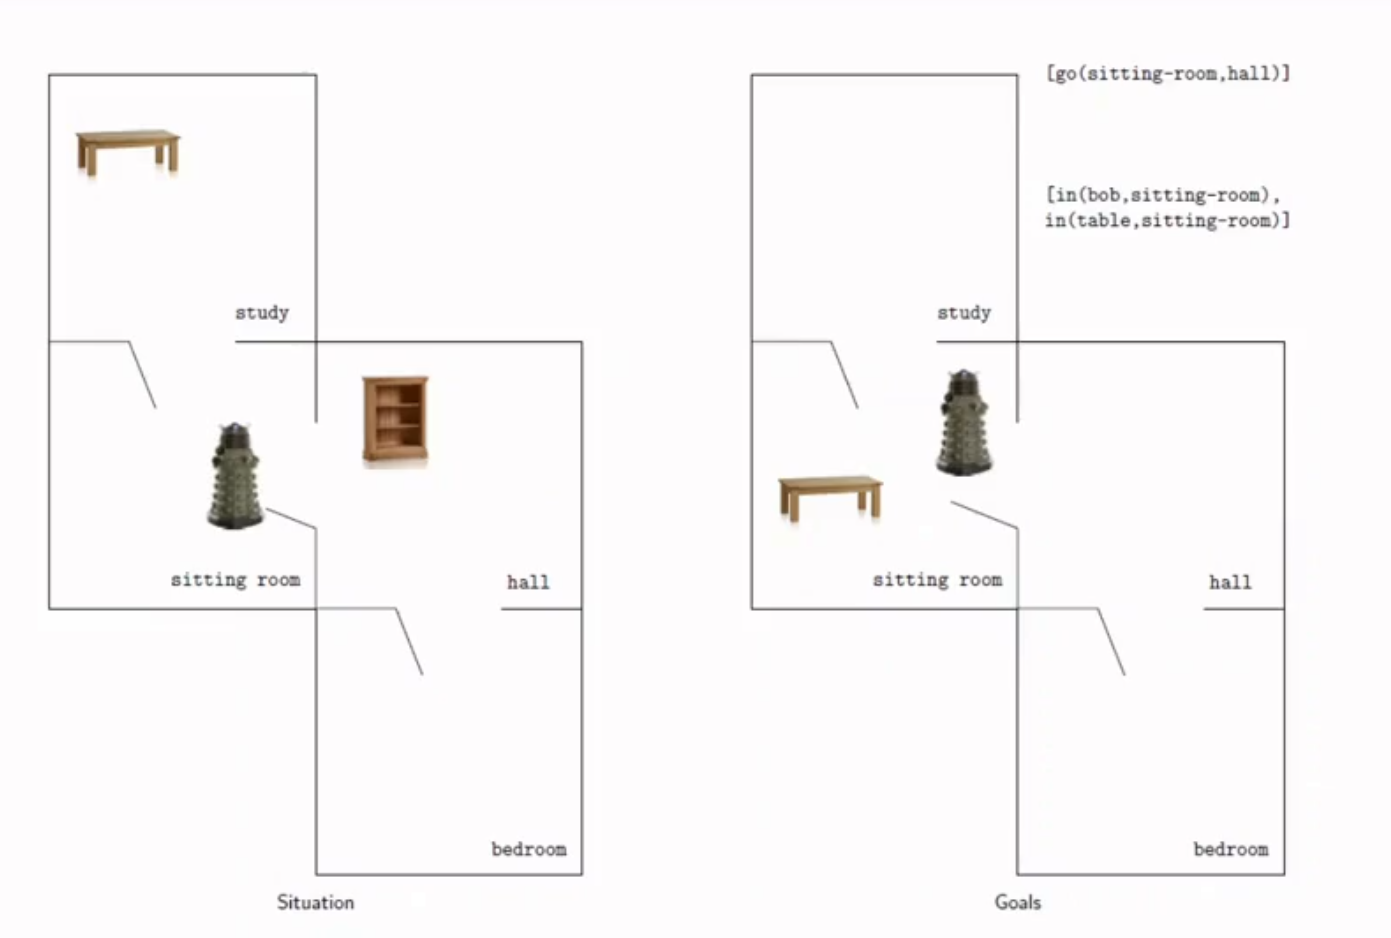 [go(sitting-room,hall)]
[in(bob,sitting-room),
in(table,sitting-room)]
study
study
sitting room
hall
sitting room
hall
bedroom
bedroom
Situation
Goals